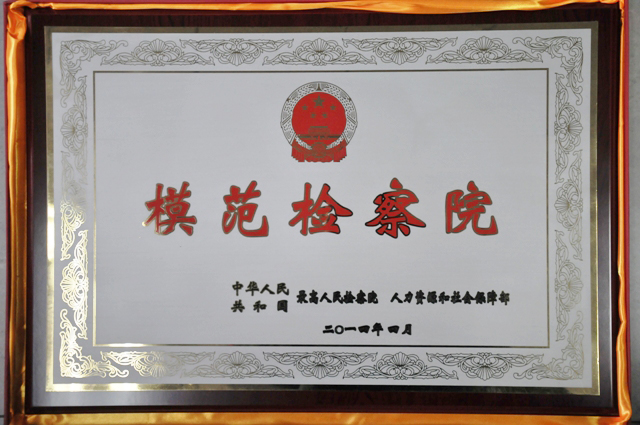 模范检察院
中华人民共和国 最高人民检察院 人力资源和社会保障部
二〇一四年四月